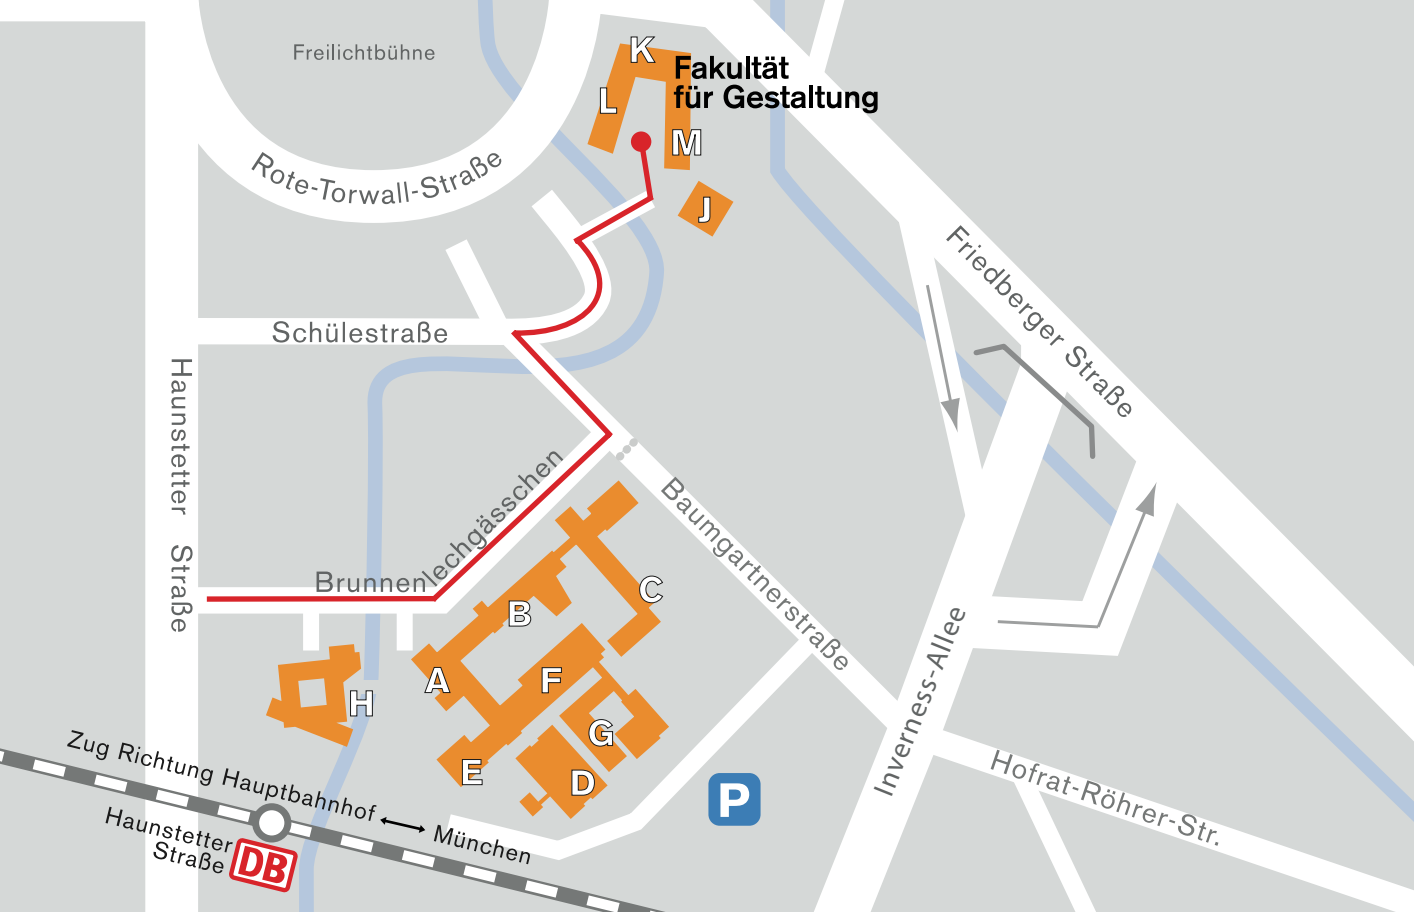 Freilichtbühne
K
Fakultät
für Gestaltung
L
M
Rote-Torwall-Straße
J
Friedberger Straße
Schülestraße
Haunstetter Straße
Brunnenlechgässchen
Baumgartnerstraße
C
B
A
F
H
G
E
D
P
Inverness-Allee
Hofrat-Röhrer-Str.
Zug Richtung Hauptbahnhof
München
Haunstetter
Straße
DB